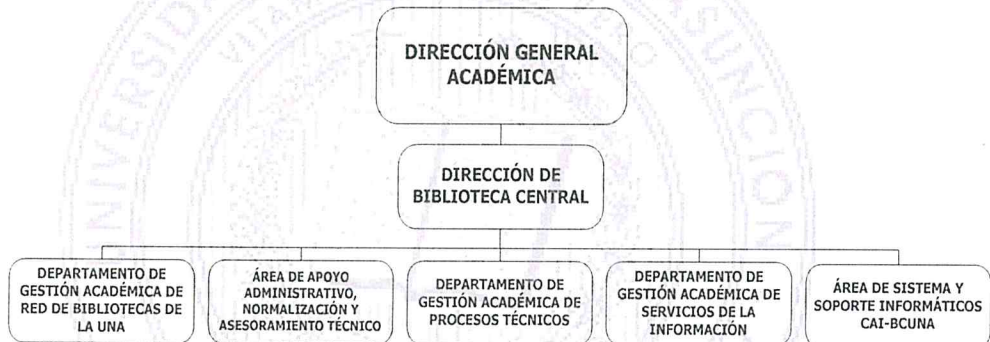 DIRECCIÓN GENERAL
ACADÉMICA
DIRECCIÓN DE
BIBLIOTECA CENTRAL
DEPARTAMENTO DE
GESTIÓN ACADÉMICA DE
RED DE BIBLIOTECAS DE
LA UNA
ÁREA DE APOYO
ADMINISTRATIVO,
NORMALIZACIÓN Y
ASESORAMIENTO TÉCNICO
DEPARTAMENTO DE
GESTIÓN ACADÉMICA DE
PROCESOS TÉCNICOS
DEPARTAMENTO DE
GESTIÓN ACADÉMICA DE
SERVICIOS DE LA
INFORMACIÓN
ÁREA DE SISTEMA Y
SOPORTE INFORMÁTICOS
CAI-BCUNA